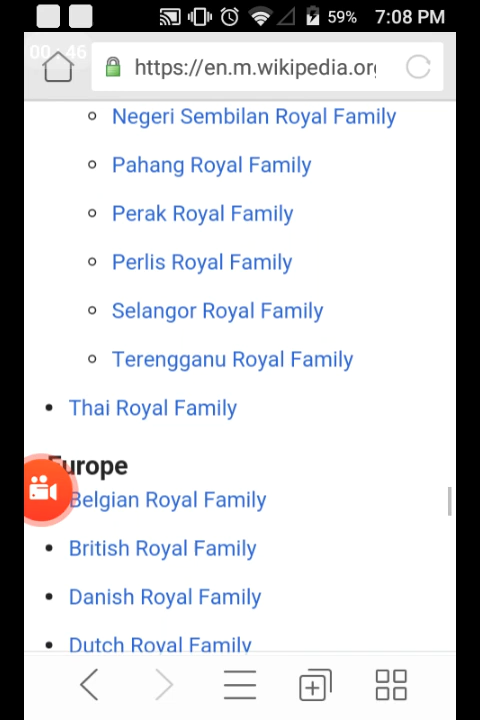 59% 7:08 PM
00:46
https://en.m.wikipedia.org
Negeri Sembilan Royal Family
Pahang Royal Family
Perak Royal Family
Perlis Royal Family
Selangor Royal Family
Terengganu Royal Family
Thai Royal Family
Europe
Belgian Royal Family
British Royal Family
Danish Royal Family
Dutch Royal Family